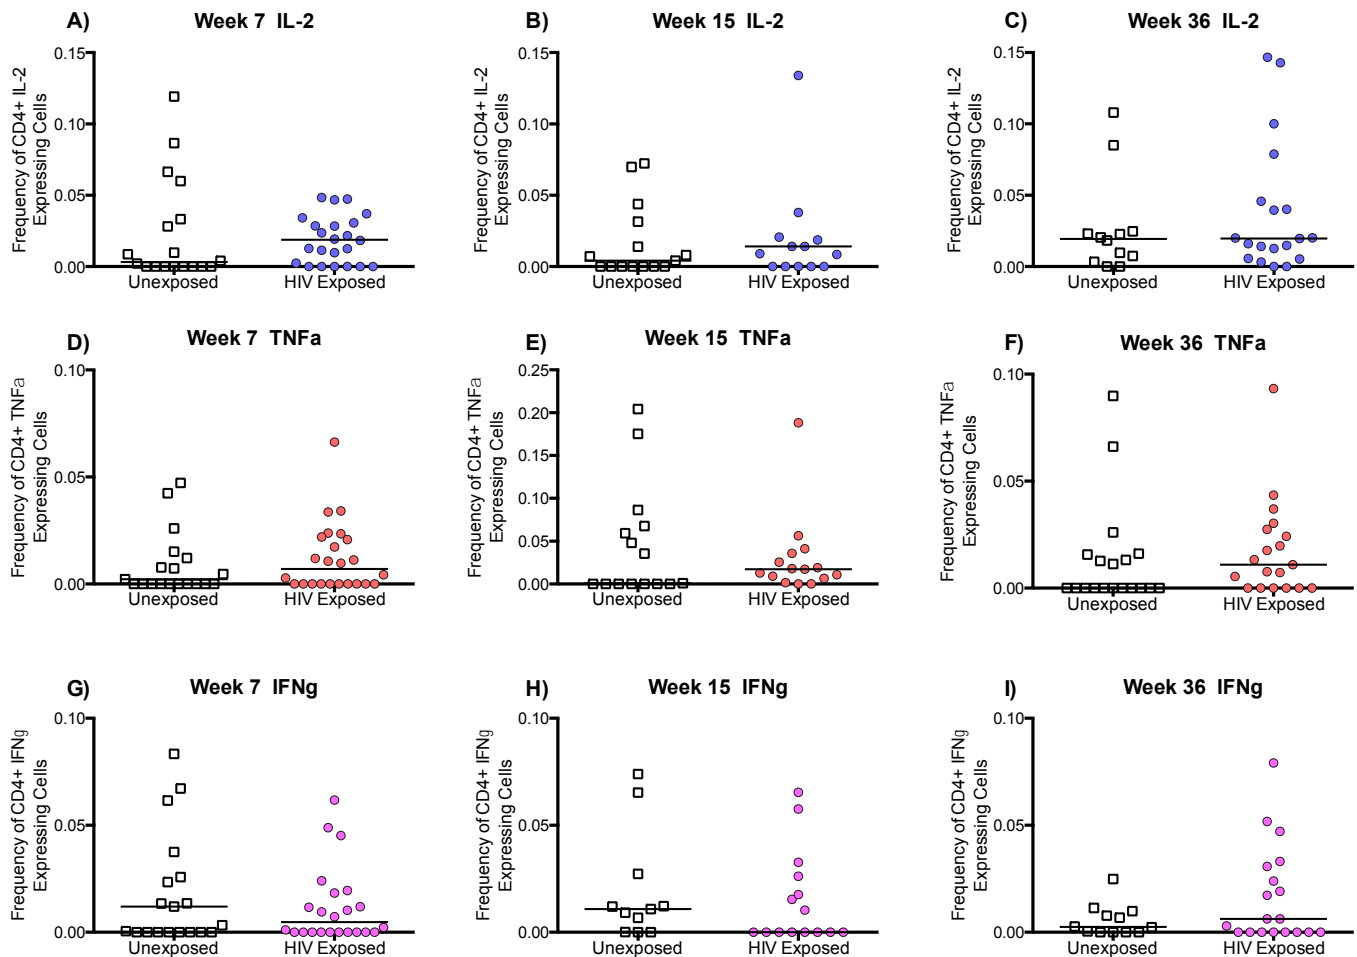 A) Week 7 IL-2
Frequency of CD4+ IL-2
Expressing Cells
0.15
0.10
0.05
0.00
Unexposed HIV Exposed
B) Week 15 IL-2
Frequency of CD4+ IL-2
Expressing Cells
0.15
0.10
0.05
0.00
Unexposed HIV Exposed
C) Week 36 IL-2
Frequency of CD4+ IL-2
Expressing Cells
0.15
0.10
0.05
0.00
Unexposed HIV Exposed
D) Week 7 TNFa
Frequency of CD4+ TNFa
Expressing Cells
0.10
0.05
0.00
Unexposed HIV Exposed
E) Week 15 TNFa
Frequency of CD4+ TNFa
Expressing Cells
0.25
0.20
0.15
0.10
0.05
0.00
Unexposed HIV Exposed
F) Week 36 TNFa
Frequency of CD4+ TNFa
Expressing Cells
0.10
0.05
0.00
Unexposed HIV Exposed
G) Week 7 IFNg
Frequency of CD4+ IFNg
Expressing Cells
0.10
0.05
0.00
Unexposed HIV Exposed
H) Week 15 IFNg
Frequency of CD4+ IFNg
Expressing Cells
0.10
0.05
0.00
Unexposed HIV Exposed
I) Week 36 IFNg
Frequency of CD4+ IFNg
Expressing Cells
0.10
0.05
0.00
Unexposed HIV Exposed